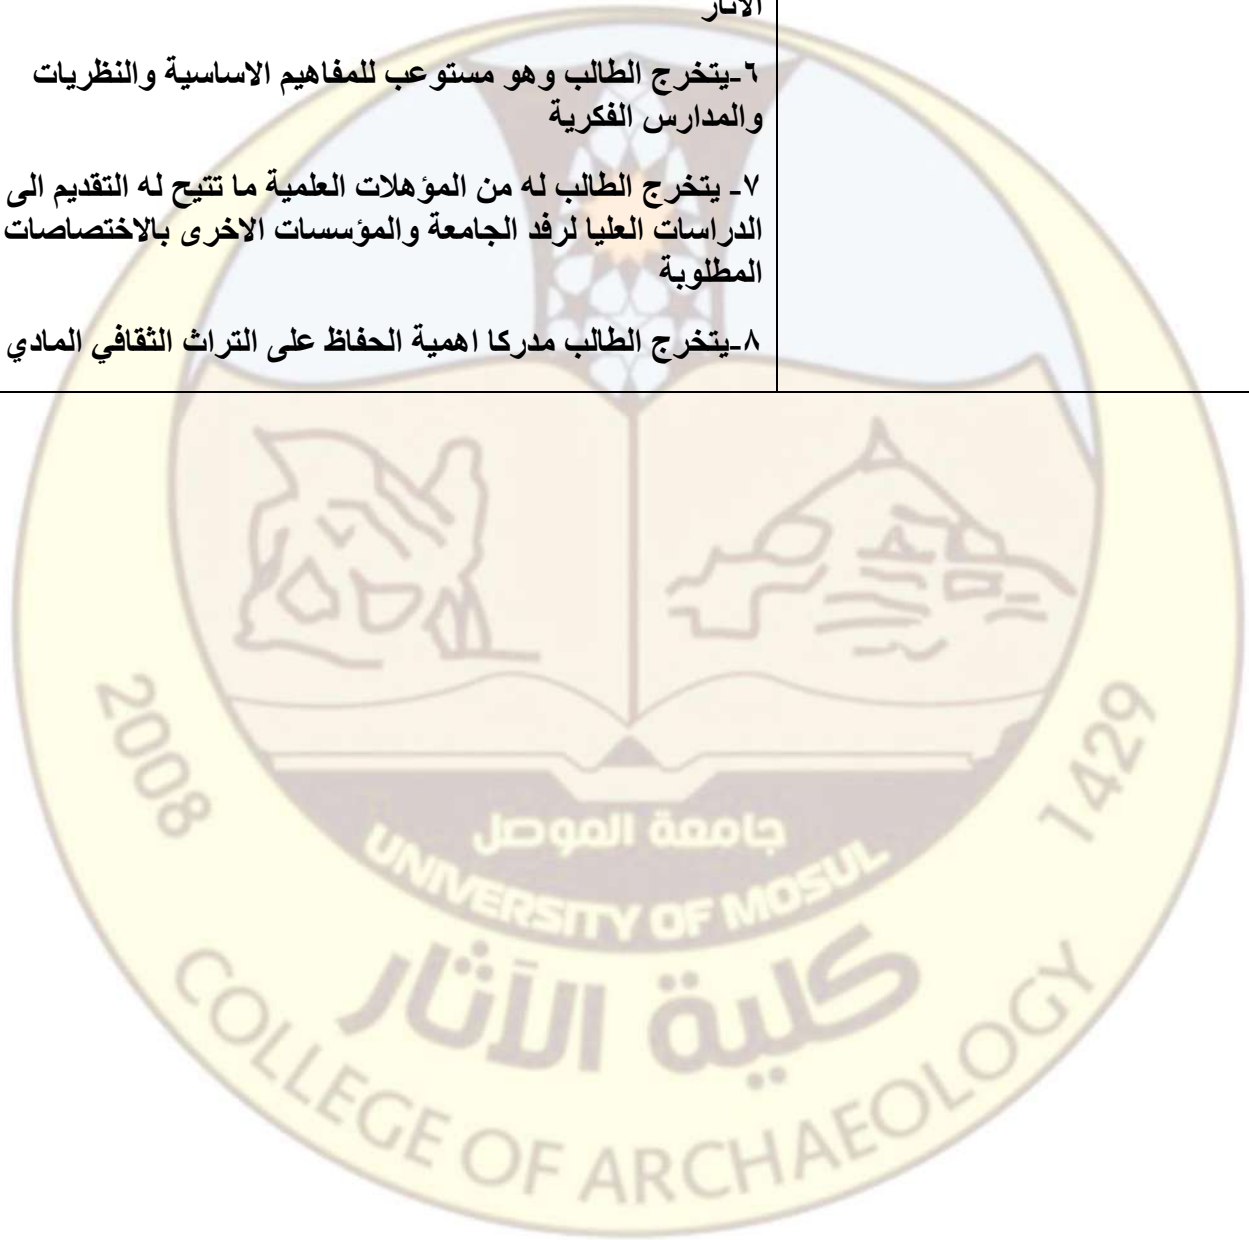 الاثار
٦-يتخرج الطالب وهو مستوعب للمفاهيم الاساسية والنظريات
والمدارس الفكرية
٧- يتخرج الطالب له من المؤهلات العلمية ما تتيح له التقديم الى
الدراسات العليا لرفد الجامعة والمؤسسات الاخرى بالاختصاصات
المطلوبة
٨-يتخرج الطالب مدركا اهمية الحفاظ على التراث الثقافي المادي
2008
1429
جامعة الموصل
UNIVERSITY OF MOSUL
كلية الآثار
COLLEGE OF ARCHAEOLOGY